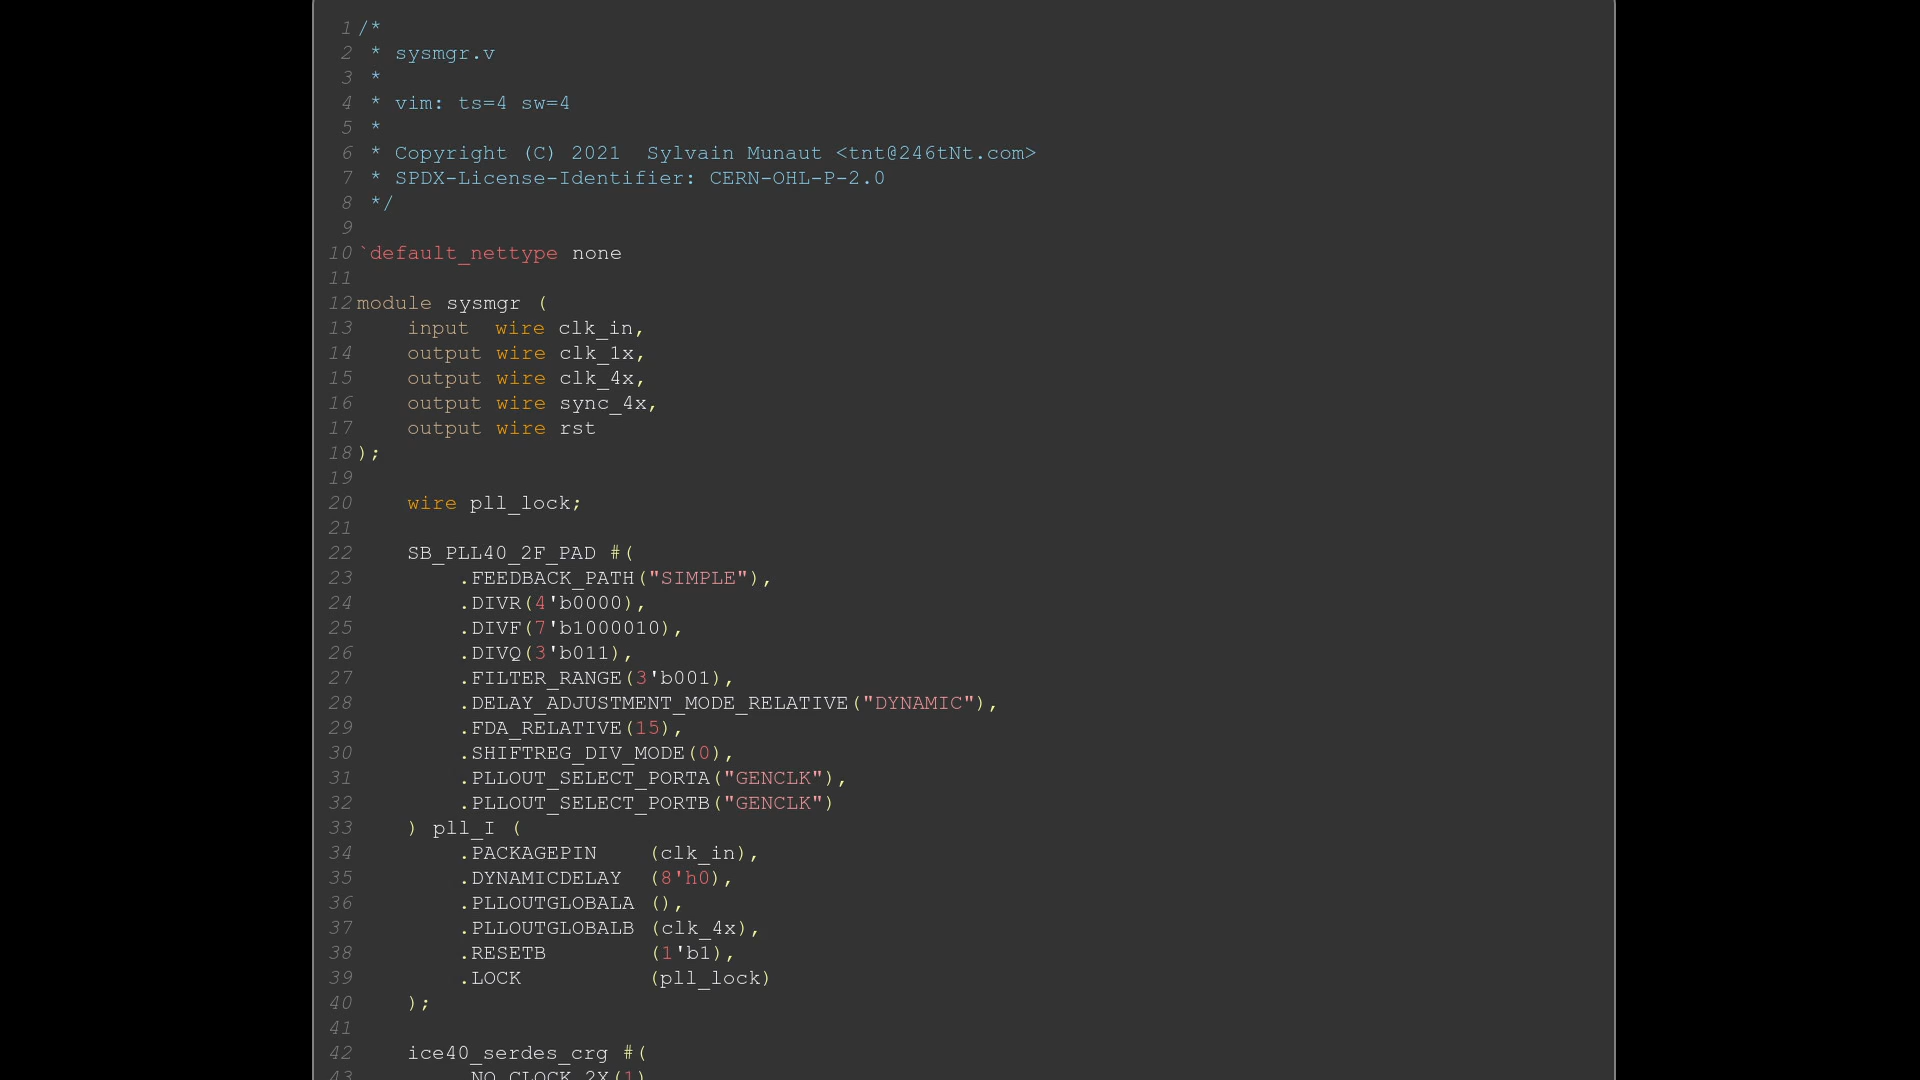 1 /*
2  * sysmgr.v
3  *
4  * vim: ts=4 sw=4
5  *
6  * Copyright (C) 2021  Sylvain Munaut <tnt@246tNt.com>
7  * SPDX-License-Identifier: CERN-OHL-P-2.0
8  */
9
10 `default_nettype none
11
12 module sysmgr (
13     input  wire clk_in,
14     output wire clk_1x,
15     output wire clk_4x,
16     output wire sync_4x,
17     output wire rst
18 );
19
20     wire pll_lock;
21
22     SB_PLL40_2F_PAD #(
23         .FEEDBACK_PATH("SIMPLE"),
24         .DIVR(4'b0000),
25         .DIVF(7'b1000010),
26         .DIVQ(3'b011),
27         .FILTER_RANGE(3'b001),
28         .DELAY_ADJUSTMENT_MODE_RELATIVE("DYNAMIC"),
29         .FDA_RELATIVE(15),
30         .SHIFTREG_DIV_MODE(0),
31         .PLLOUT_SELECT_PORTA("GENCLK"),
32         .PLLOUT_SELECT_PORTB("GENCLK")
33     ) pll_I (
34         .PACKAGEPIN    (clk_in),
35         .DYNAMICDELAY  (8'h0),
36         .PLLOUTGLOBALA (),
37         .PLLOUTGLOBALB (clk_4x),
38         .RESETB        (1'b1),
39         .LOCK          (pll_lock)
40     );
41
42     ice40_serdes_crg #(
43         .NO_CLOCK_2X(1)